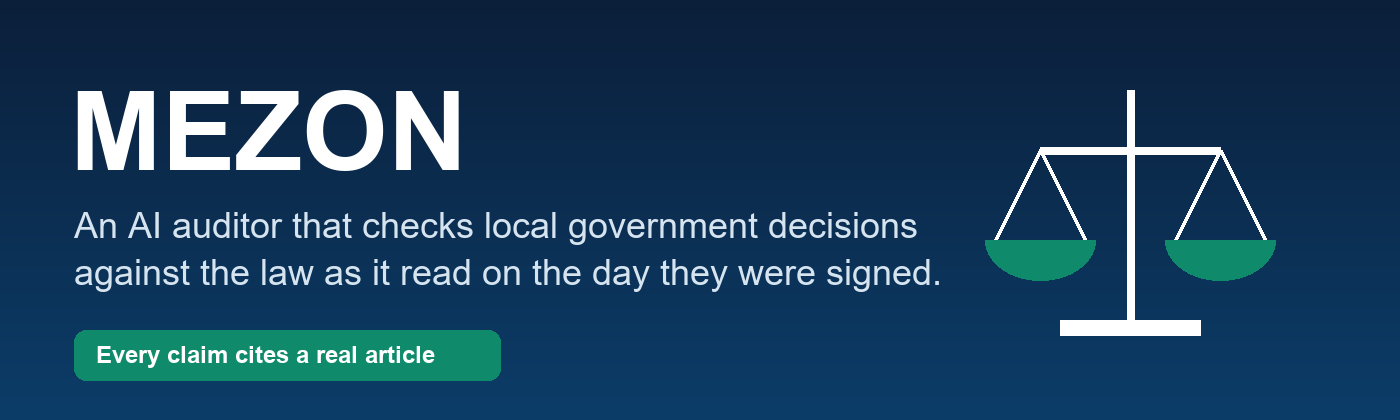 MEZON
An AI auditor that checks local government decisions
against the law as it read on the day they were signed.
Every claim cites a real article